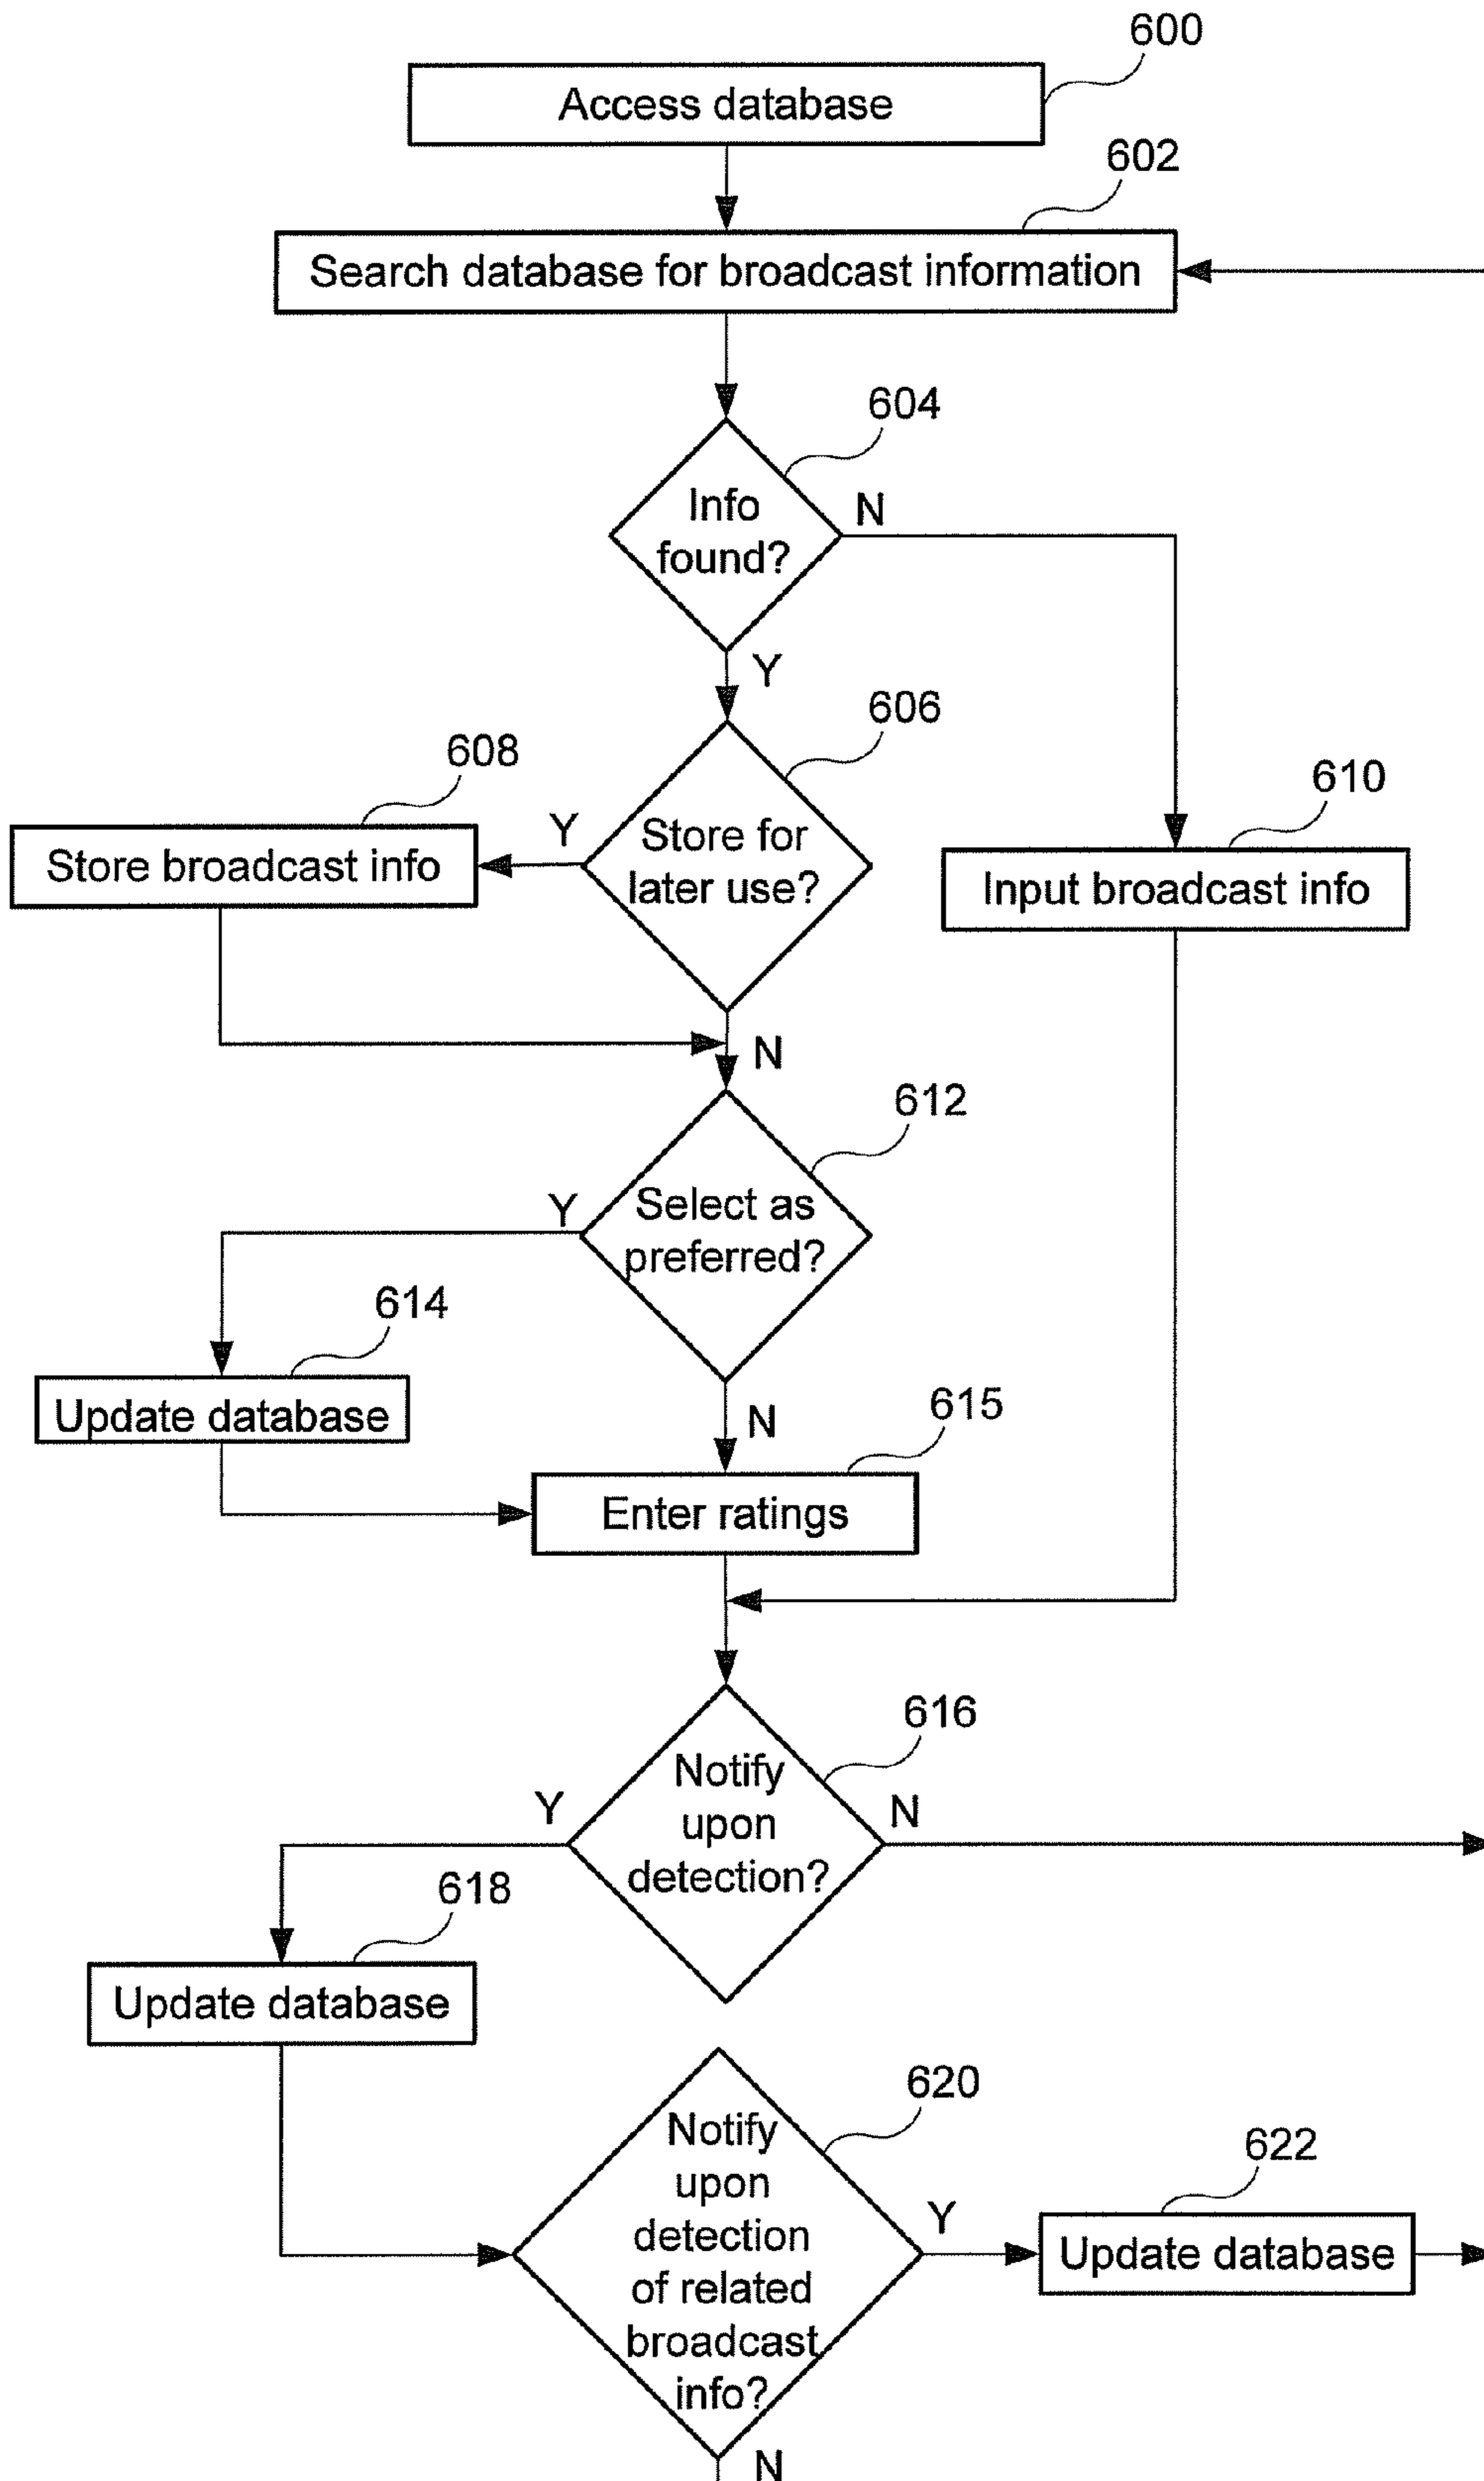 600
Access database
602
Search database for broadcast information
604
Info
found?
N
Y
606
608
Store for
later use?
Y
Store broadcast info
610
Input broadcast info
N
612
Select as
preferred?
Y
614
Update database
N
615
Enter ratings
616
Notify
upon
detection?
Y
N
618
Update database
620
Notify
upon
detection
of related
broadcast
info?
Y
622
Update database
N